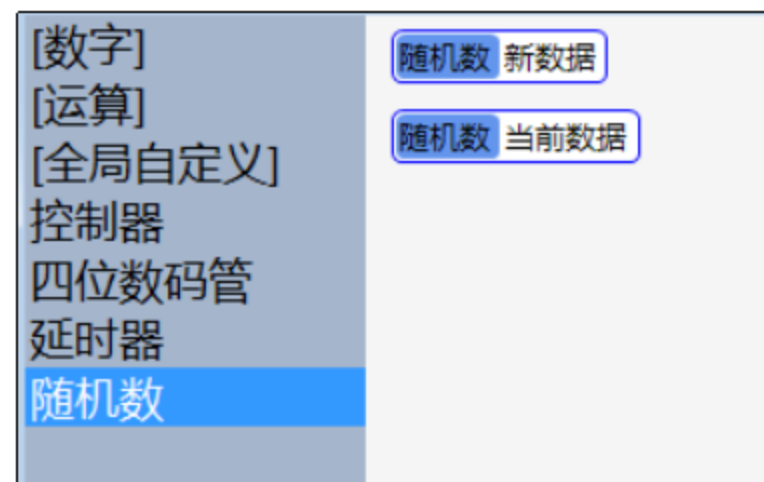 [数字]
[运算]
[全局自定义]
控制器
四位数码管
延时器
随机数
随机数 新数据
随机数 当前数据